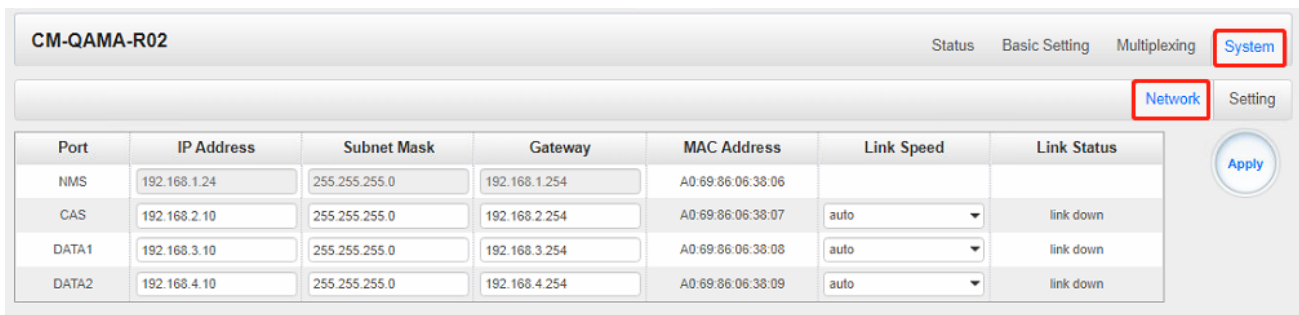 CM-QAMA-R02
Status Basic Setting Multiplexing System
Network Setting
Port IP Address Subnet Mask Gateway MAC Address Link Speed Link Status
Apply
NMS 192.168.1.24 255.255.255.0 192.168.1.254 A0:69:86:06:38:06
CAS 192.168.2.10 255.255.255.0 192.168.2.254 A0:69:86:06:38:07 auto link down
DATA1 192.168.3.10 255.255.255.0 192.168.3.254 A0:69:86:06:38:08 auto link down
DATA2 192.168.4.10 255.255.255.0 192.168.4.254 A0:69:86:06:38:09 auto link down